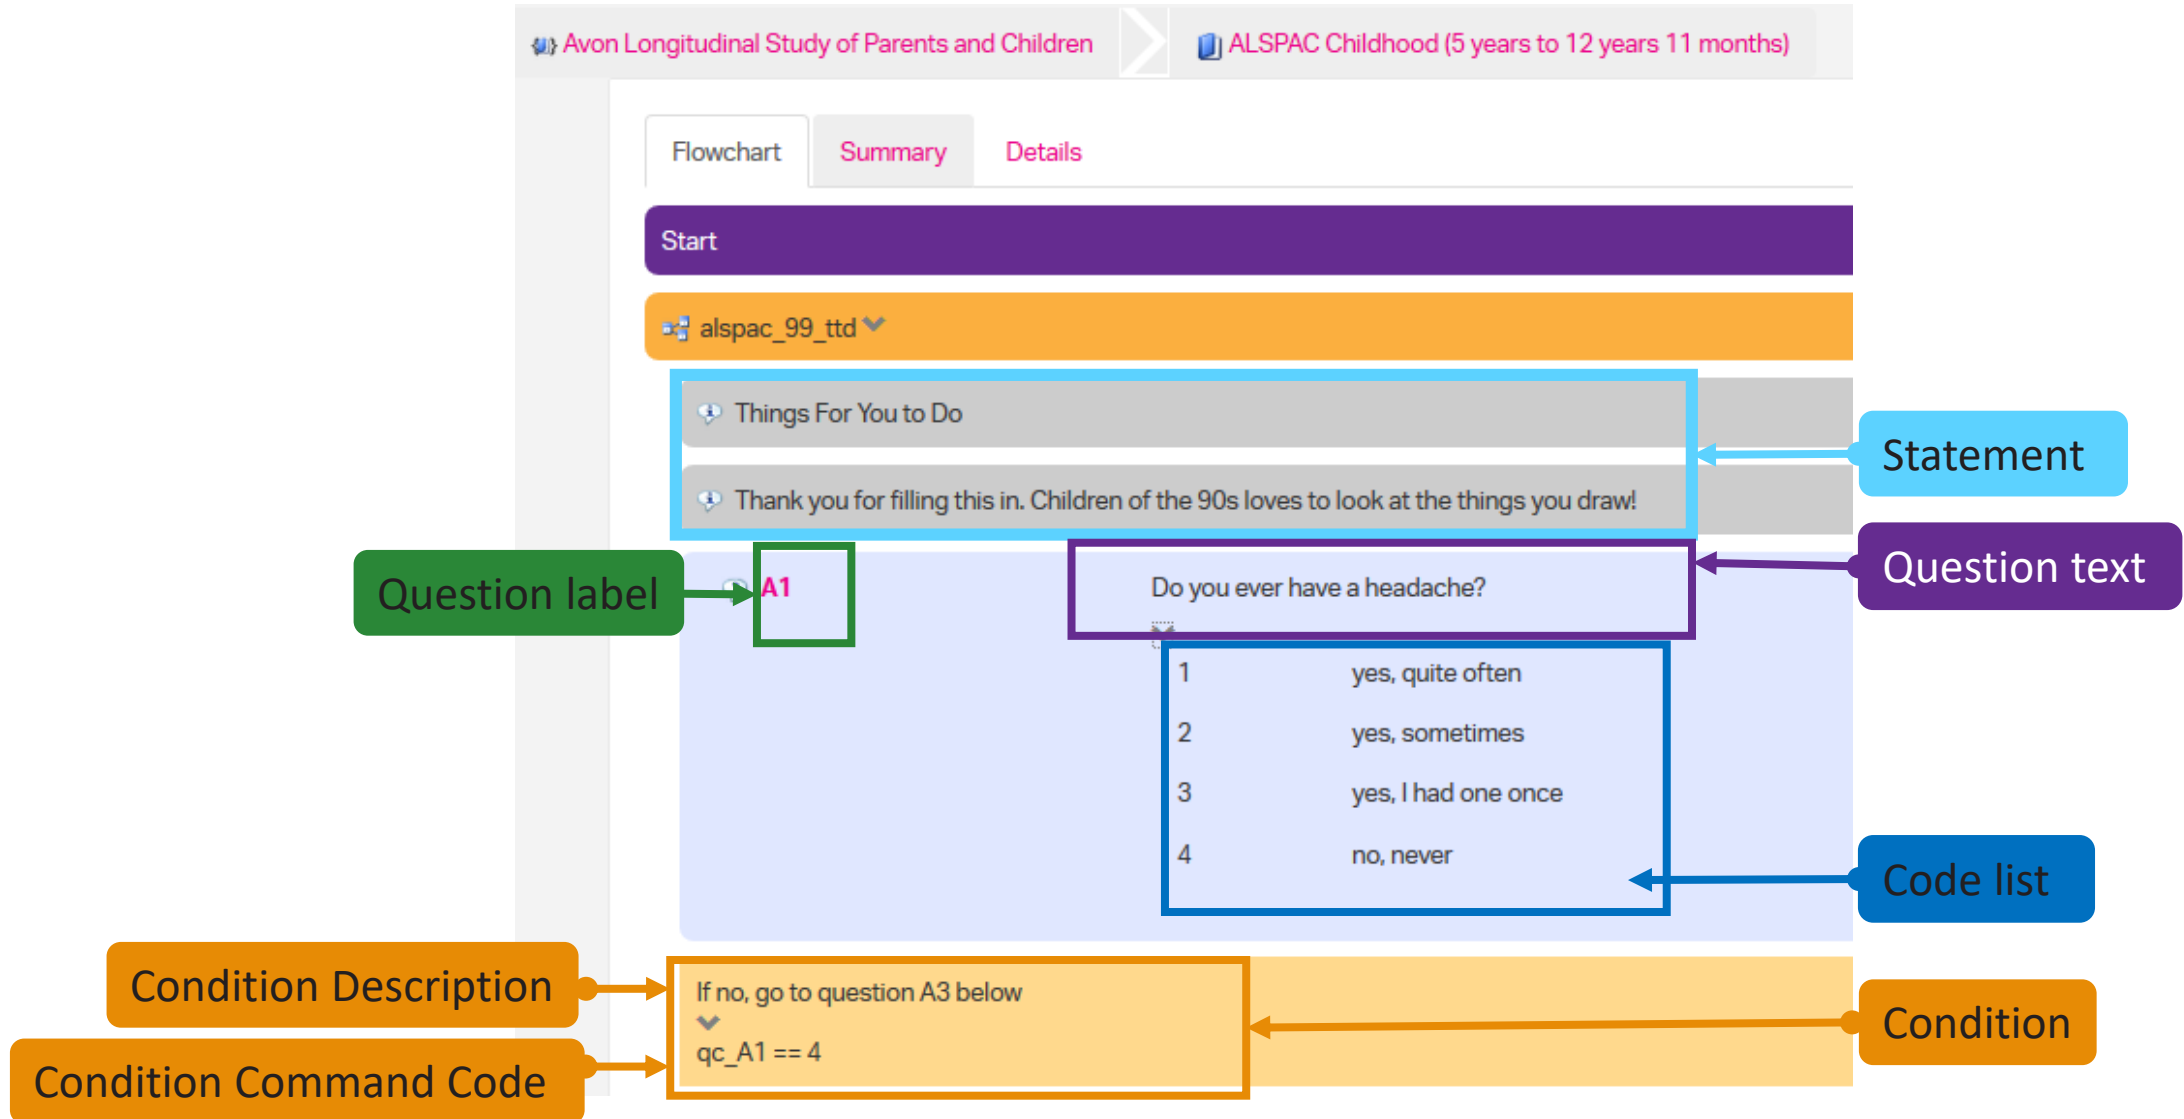 Avon Longitudinal Study of Parents and Children
ALSPAC Childhood (5 years to 12 years 11 months)
Flowchart Summary Details
Start
alspac_99_ttd
Things For You to Do
Statement
Thank you for filling this in. Children of the 90s loves to look at the things you draw!
Question label
A1
Do you ever have a headache?
Question text
1 yes, quite often
2 yes, sometimes
3 yes, I had one once
4 no, never
Code list
Condition Description
If no, go to question A3 below
Condition
Condition Command Code
qc_A1 == 4